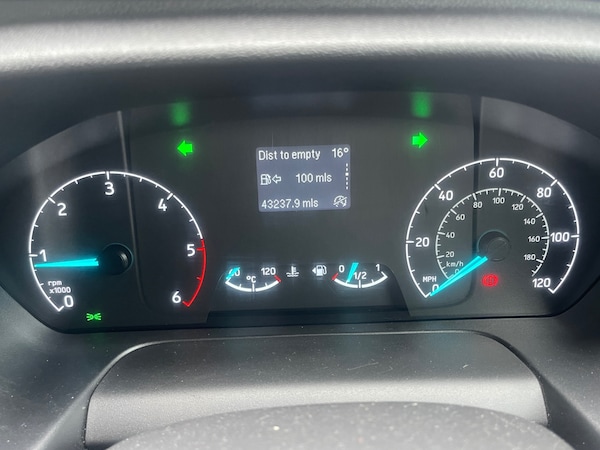 Dist to empty 16°
100 mls
43237.9 mls
0 1 2 3 4 5 6
rpm
x1000
60 °C 120
0 1/2 1
0 20 40 60 80 100 120
MPH
0 20 40 60 80 100 120 140 160 180
km/h